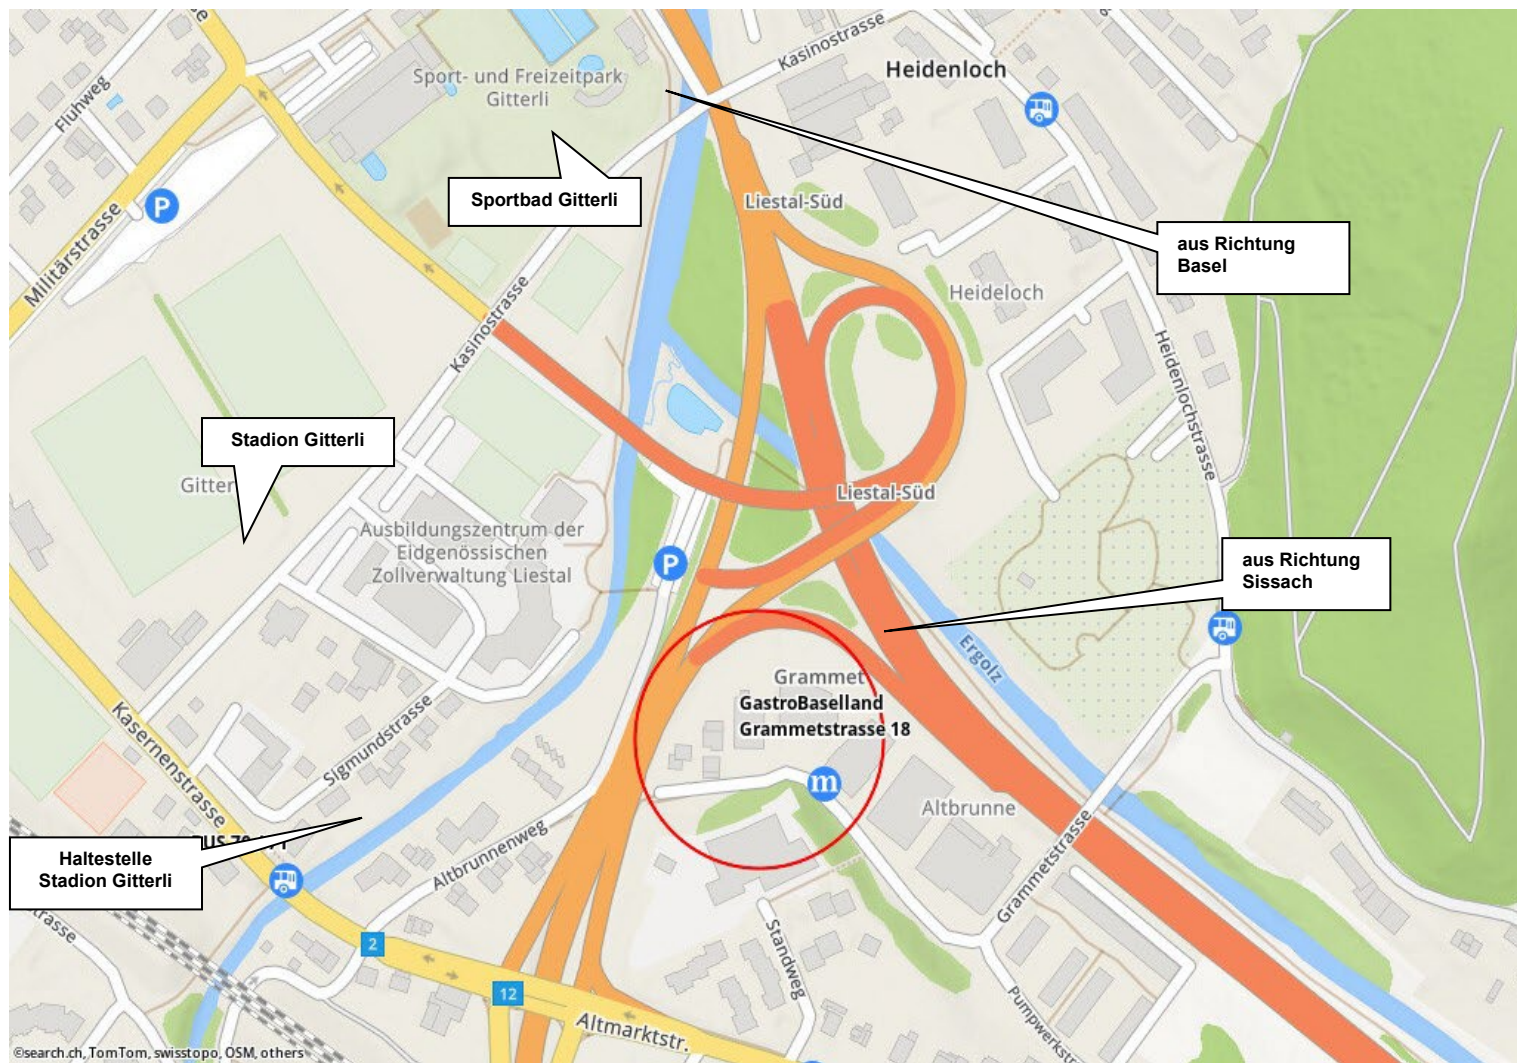 Kasinostrasse
Heidenloch
Sport- und Freizeitpark
Gitterli
Fluhweg
P
Sportbad Gitterli
Liestal-Süd
aus Richtung
Basel
Militärstrasse
Kasinostrasse
Heideloch
Heidenlochstrasse
Stadion Gitterli
Gitter
Liestal-Süd
Ausbildungszentrum der
Eidgenössischen
Zollverwaltung Liestal
P
aus Richtung
Sissach
Ergolz
Grammet
GastroBaselland
Grammetstrasse 18
Kasernenstrasse
Sigmundstrasse
m
Altbrunne
Altbrunnenweg
Haltestelle
Stadion Gitterli
Grammetstrasse
2
12
Standweg
Altmarktstr.
Pumpwerkstr
©search.ch, TomTom, swisstopo, OSM, others